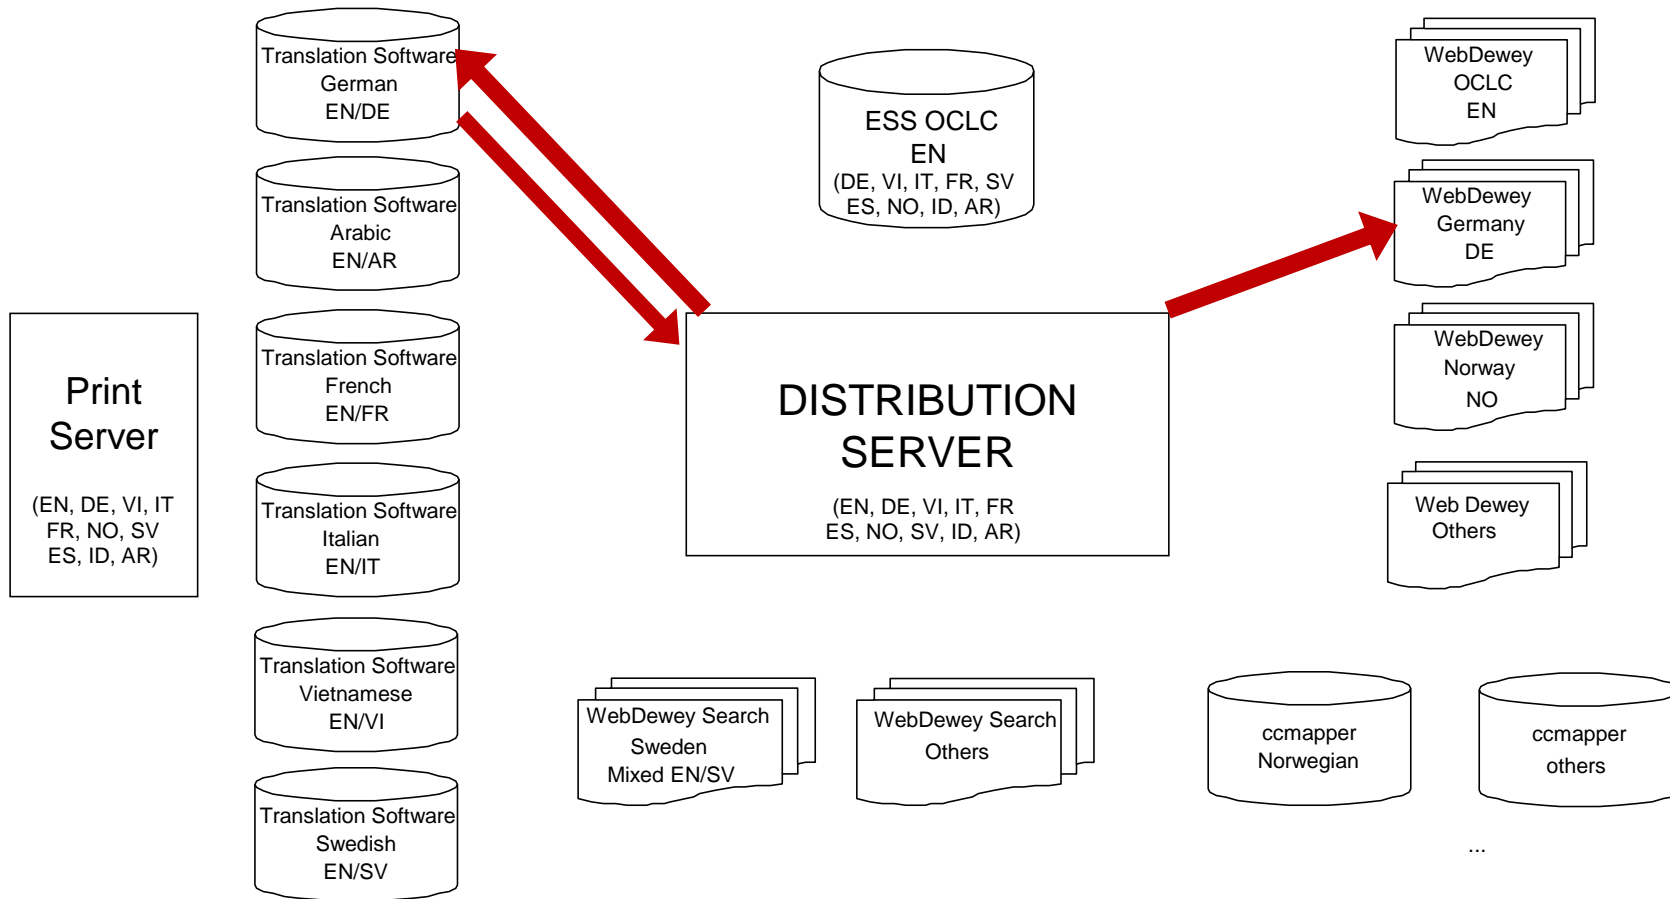 Translation Software
German
EN/DE
Translation Software
Arabic
EN/AR
Translation Software
French
EN/FR
Translation Software
Italian
EN/IT
Translation Software
Vietnamese
EN/VI
Translation Software
Swedish
EN/SV
Print
Server
(EN, DE, VI, IT
FR, NO, SV
ES, ID, AR)
ESS OCLC
EN
(DE, VI, IT, FR, SV
ES, NO, ID, AR)
DISTRIBUTION
SERVER
(EN, DE, VI, IT, FR
ES, NO, SV, ID, AR)
WebDewey
OCLC
EN
WebDewey
Germany
DE
WebDewey
Norway
NO
Web Dewey
Others
WebDewey Search
Sweden
Mixed EN/SV
WebDewey Search
Others
ccmapper
Norwegian
ccmapper
others
...